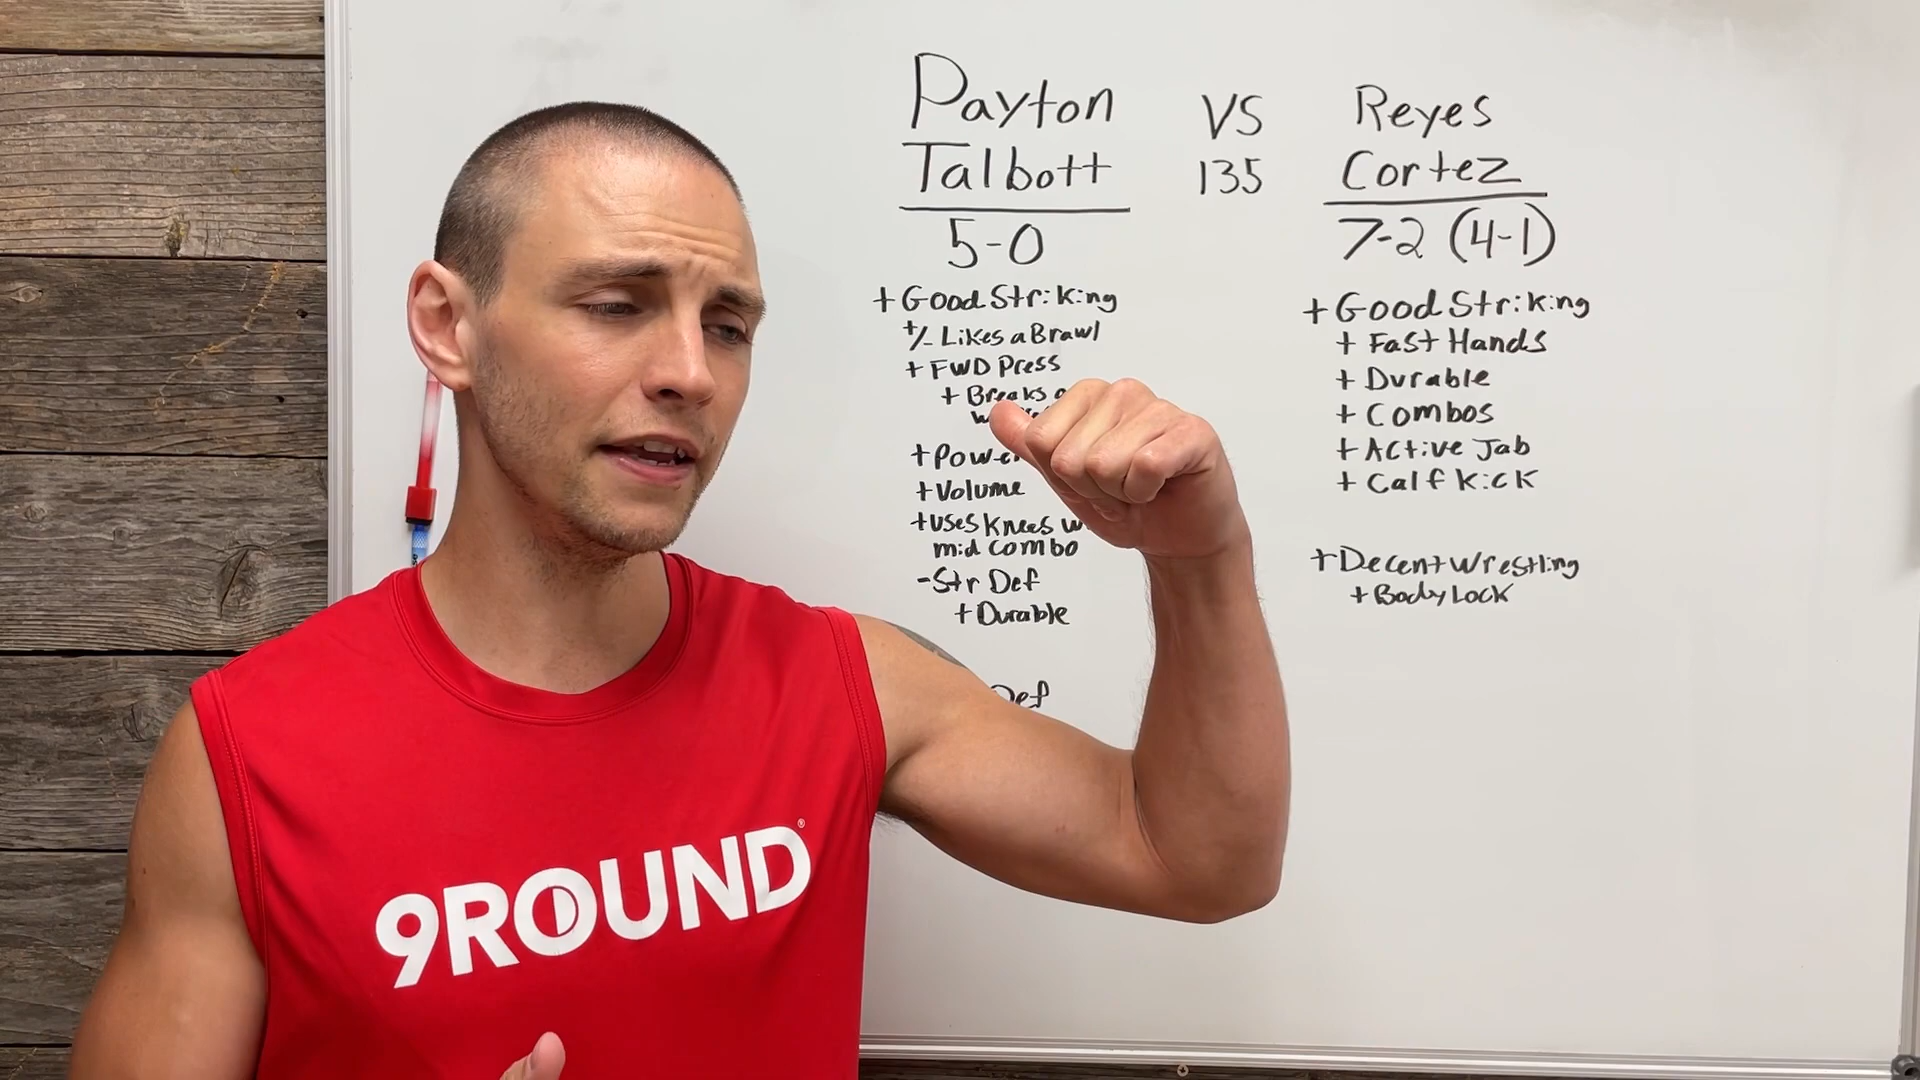 Payton
Talbott
5-0
+ Good Striking
+/- Likes a Brawl
+ FWD Press
+ Breaks
+ Power
+ Volume
+ uses Knees w
mid combo
- Str Def
+ Durable
Def
VS
135
Reyes
Cortez
7-2 (4-1)
+ Good Striking
+ Fast Hands
+ Durable
+ Combos
+ Active Jab
+ Calf Kick
+ Decent Wrestling
+ Body Lock
9ROUND®